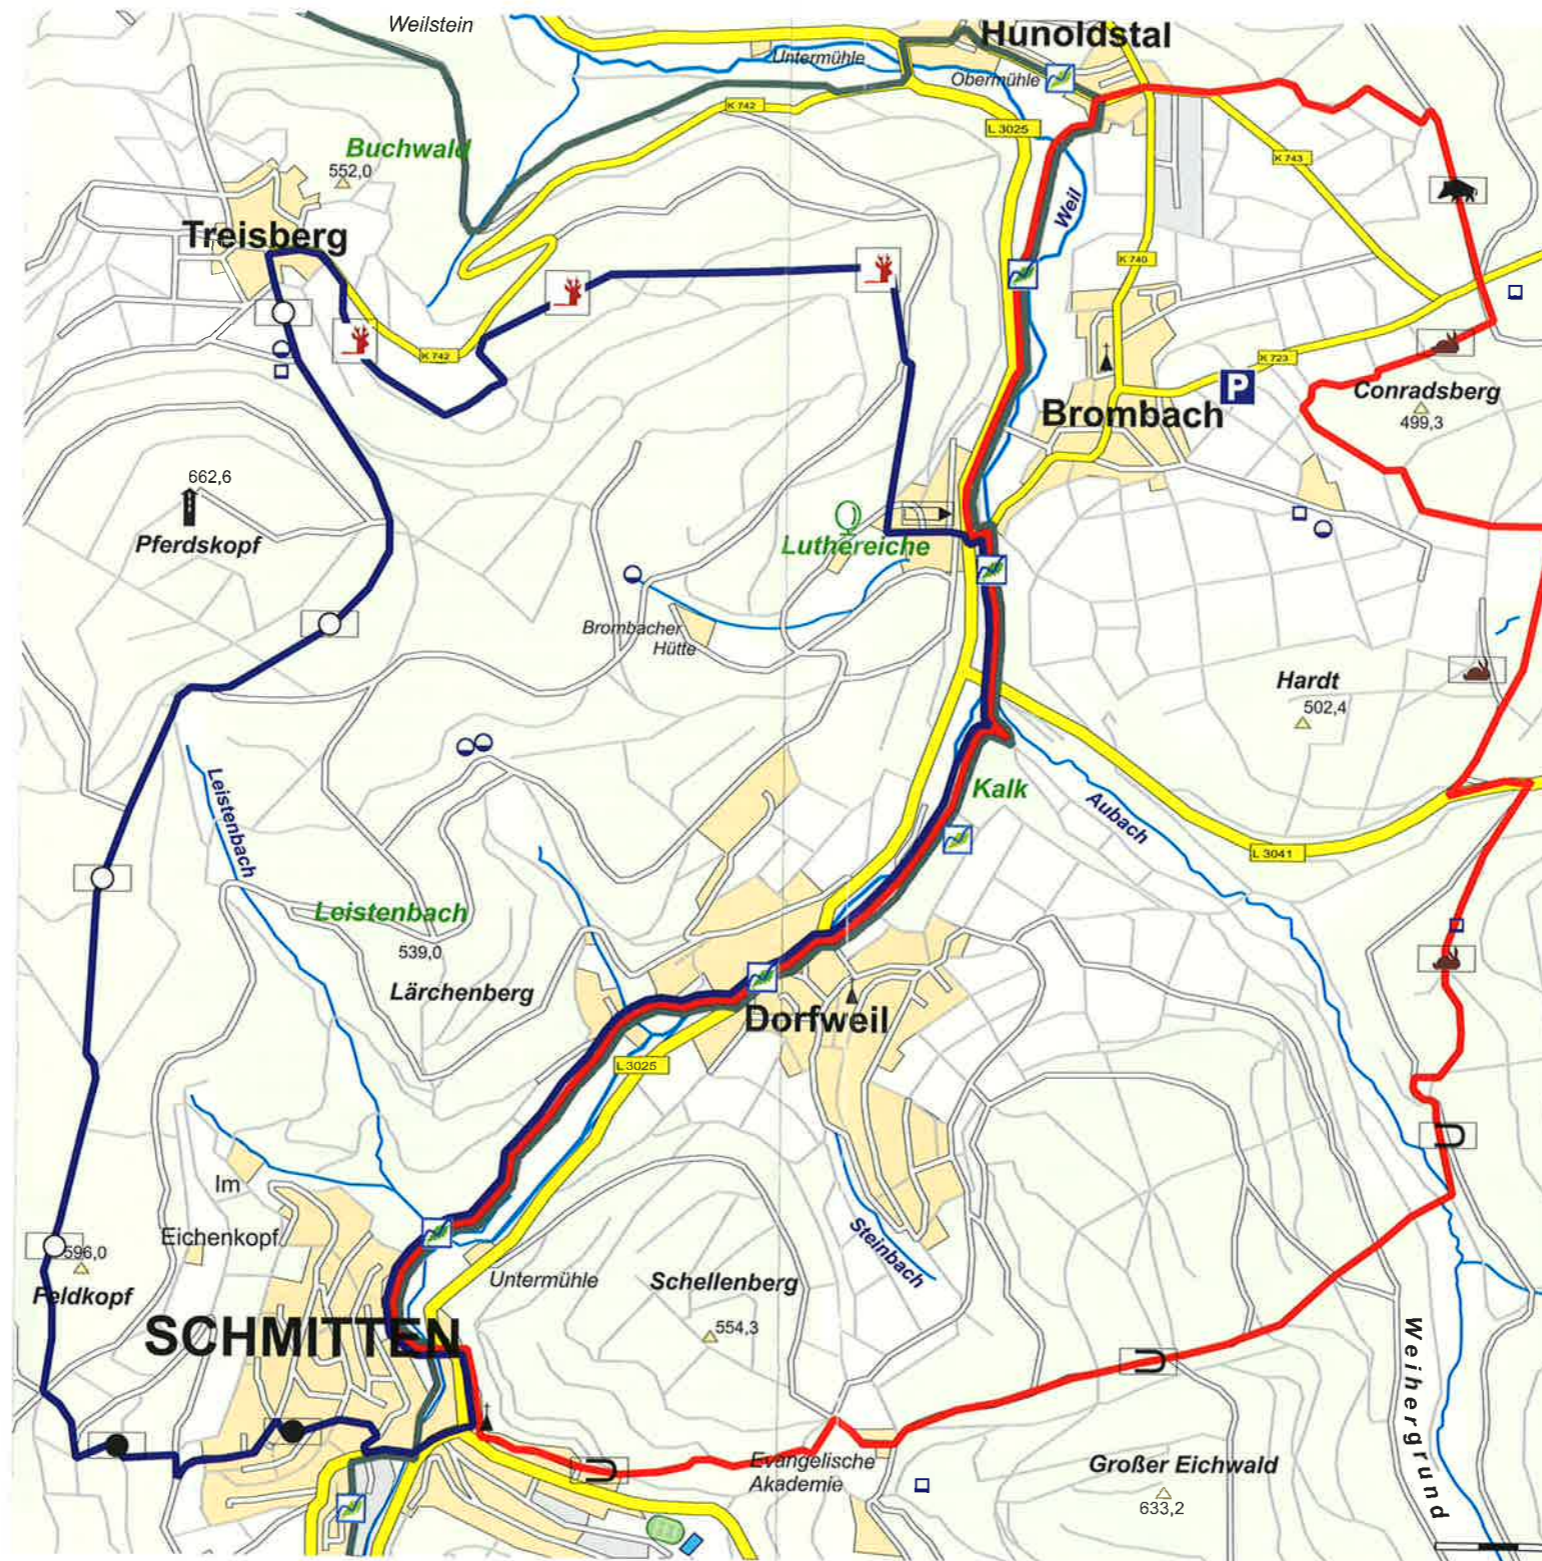 Weilstein
Hunoldstal
Untermühle
Obermühle
K 742
L 3025
Buchwald
552,0
K 743
Weil
Treisberg
K 740
K 742
K 723
P
Conradsberg
499,3
Brombach
662,6
Pferdskopf
Luthereiche
Brombacher
Hütte
Hardt
502,4
Leistenbach
Kalk
Aubach
L 3041
Leistenbach
539,0
Lärchenberg
Dorfweil
L 3025
Im
Eichenkopf
Steinbach
596,0
Feldkopf
Untermühle
Schellenberg
554,3
SCHMITTEN
Weihergrund
Evangelische
Akademie
Großer Eichwald
633,2